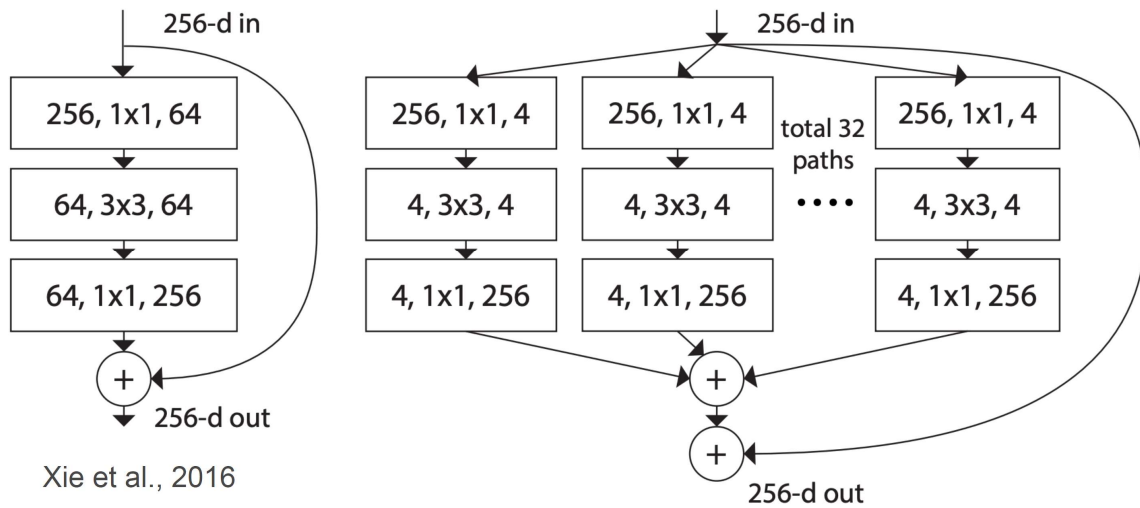 256-d in
256, 1x1, 64
64, 3x3, 64
64, 1x1, 256
+
256-d out
Xie et al., 2016
256-d in
256, 1x1, 4
256, 1x1, 4
total 32
paths
256, 1x1, 4
4, 3x3, 4
4, 3x3, 4
....
4, 3x3, 4
4, 1x1, 256
4, 1x1, 256
4, 1x1, 256
+
+
256-d out